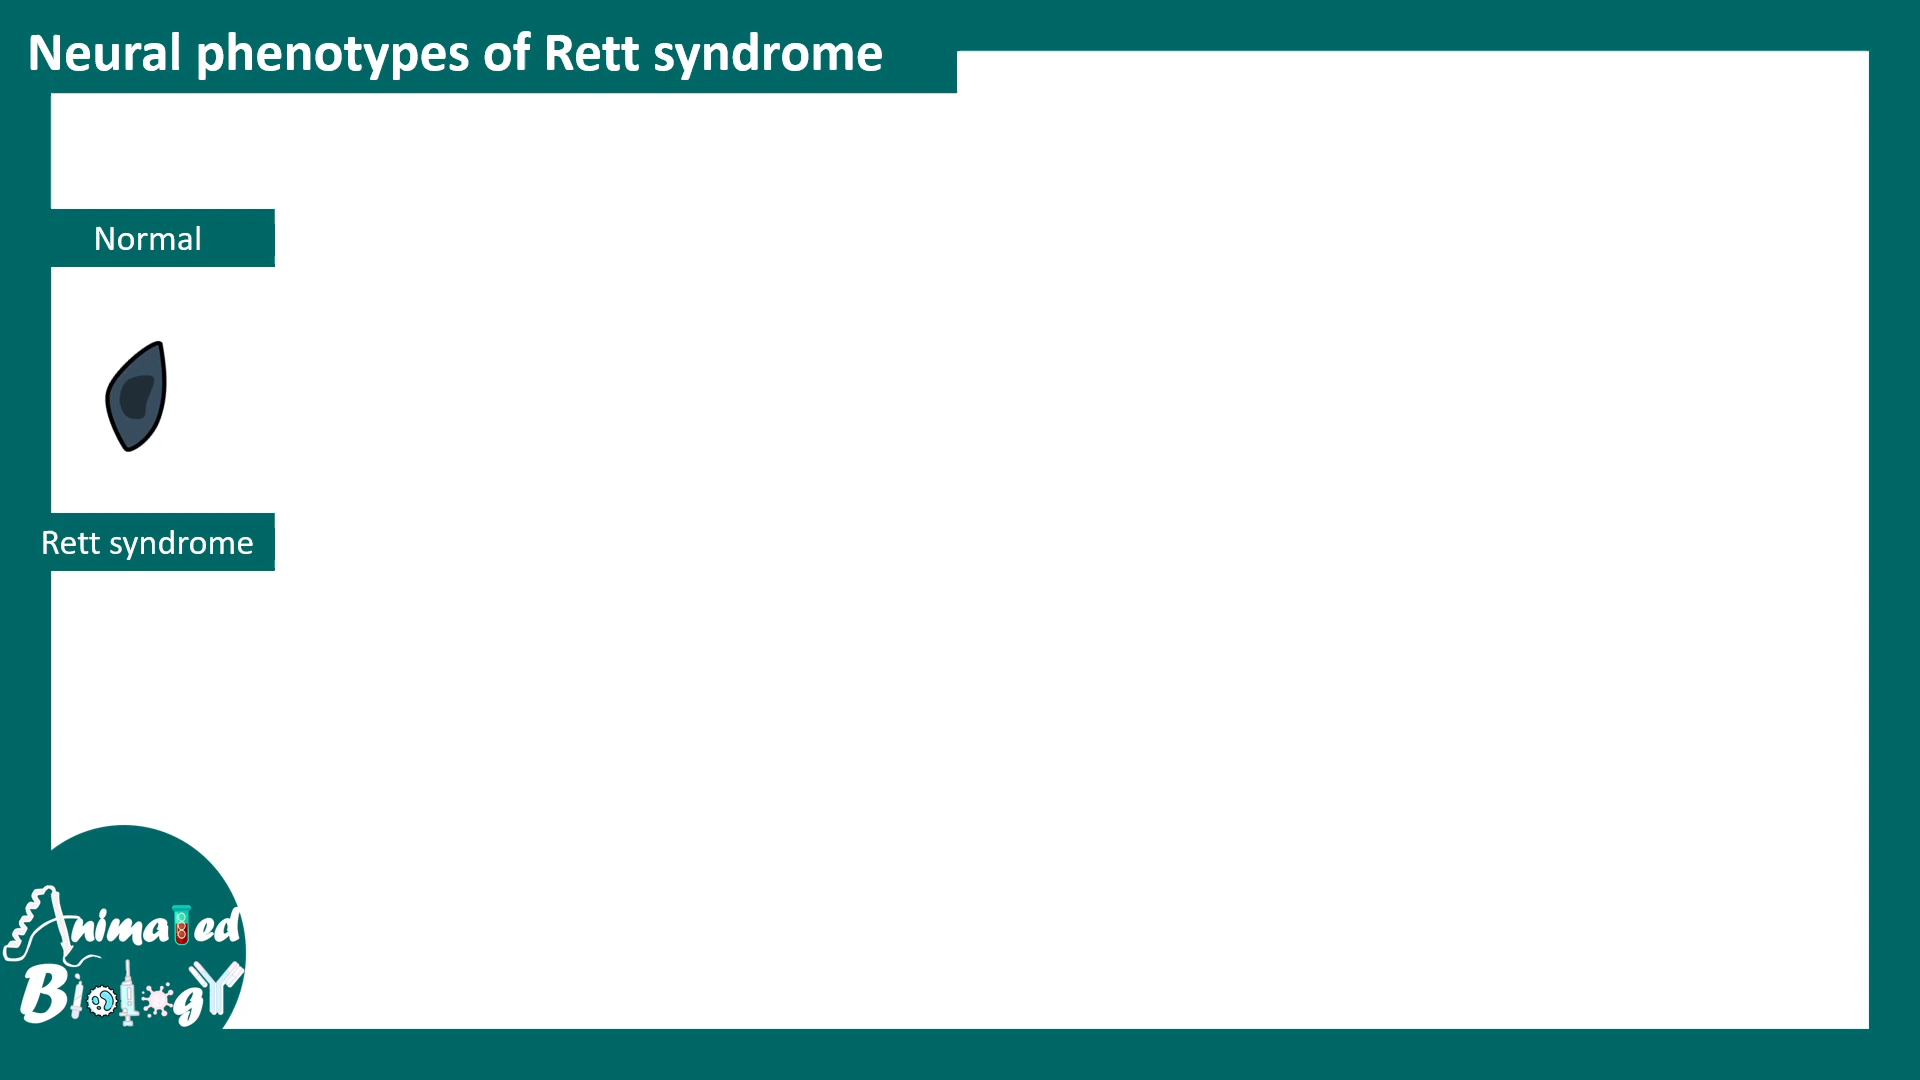 Neural phenotypes of Rett syndrome
Normal
Rett syndrome
Animated
Biology